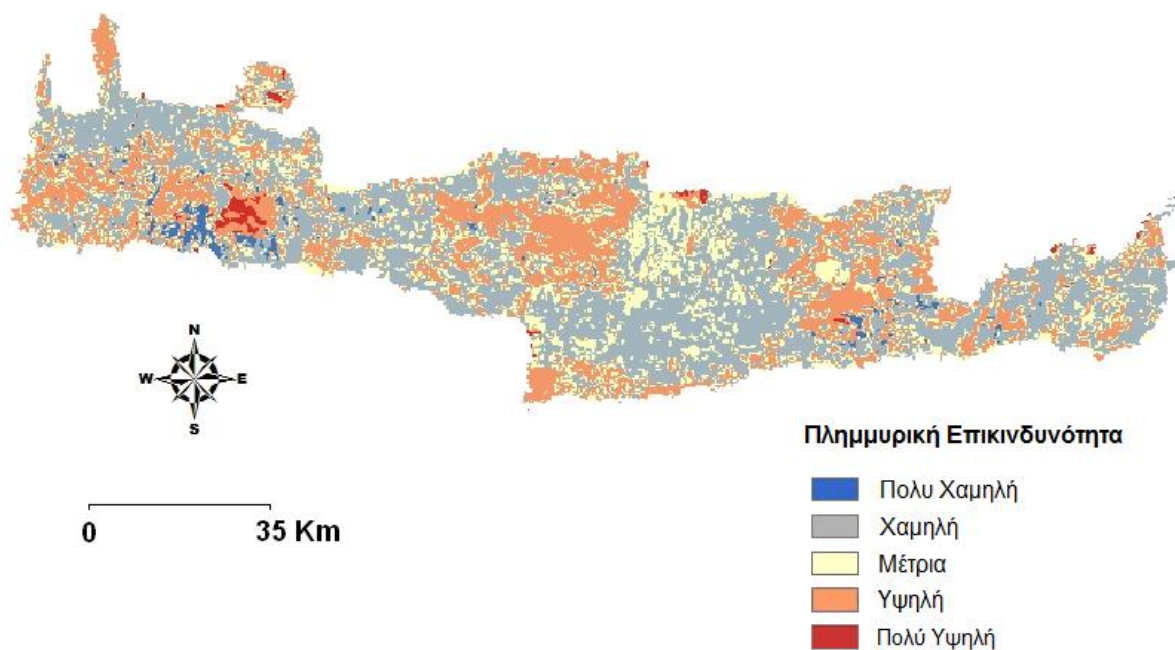 N
W E
S
0 35 Km
Πλημμυρική Επικινδυνότητα
Πολυ Χαμηλή
Χαμηλή
Μέτρια
Υψηλή
Πολύ Υψηλή